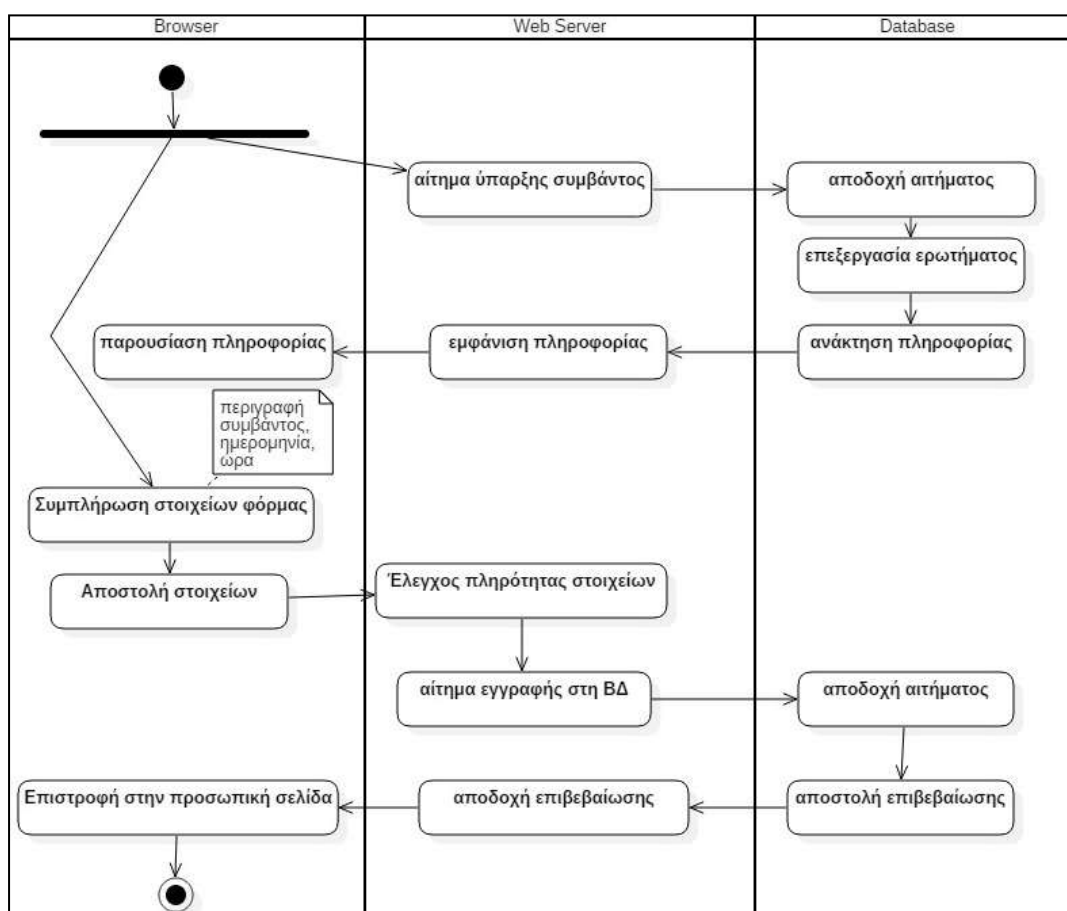 Browser
Web Server
Database
αίτημα ύπαρξης συμβάντος
αποδοχή αιτήματος
επεξεργασία ερωτήματος
παρουσίαση πληροφορίας
εμφάνιση πληροφορίας
ανάκτηση πληροφορίας
περιγραφή
συμβάντος,
ημερομηνία,
ώρα
Συμπλήρωση στοιχείων φόρμας
Αποστολή στοιχείων
Έλεγχος πληρότητας στοιχείων
αίτημα εγγραφής στη ΒΔ
αποδοχή αιτήματος
Επιστροφή στην προσωπική σελίδα
αποδοχή επιβεβαίωσης
αποστολή επιβεβαίωσης